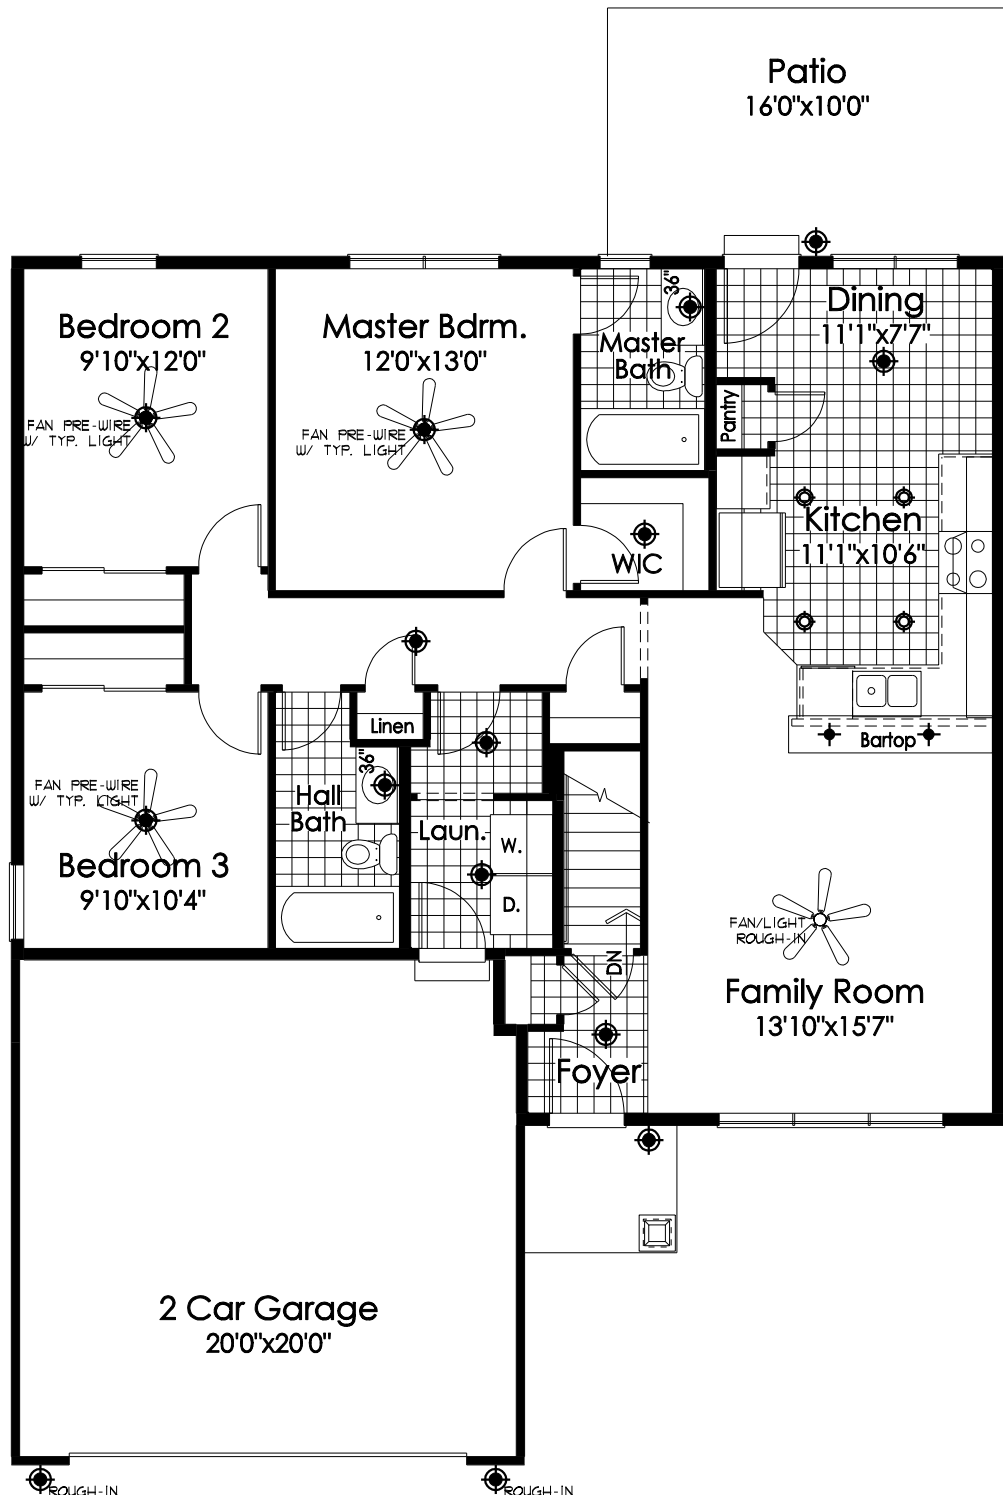 Patio
16'0"x10'0"
Bedroom 2
9'10"x12'0"
FAN PRE-WIRE
W/ TYP. LIGHT
Master Bdrm.
12'0"x13'0"
FAN PRE-WIRE
W/ TYP. LIGHT
36"
Master
Bath
Dining
11'1"x7'7"
Pantry
Kitchen
11'1"x10'6"
WIC
Linen
Bartop
36"
Hall
Bath
Laun.
W.
D.
FAN PRE-WIRE
W/ TYP. LIGHT
Bedroom 3
9'10"x10'4"
FAN/LIGHT
ROUGH-IN
DN
Family Room
13'10"x15'7"
Foyer
2 Car Garage
20'0"x20'0"
ROUGH-IN
ROUGH-IN